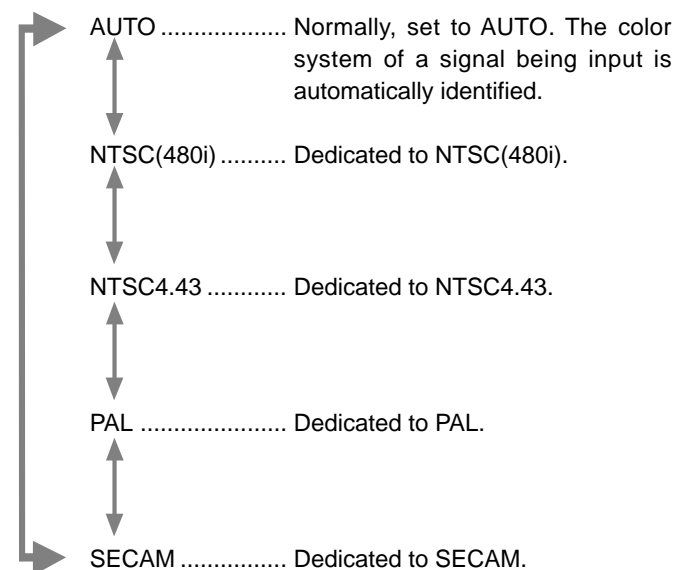 AUTO ................... Normally, set to AUTO. The color
system of a signal being input is
automatically identified.
NTSC(480i) .......... Dedicated to NTSC(480i).
NTSC4.43 ............ Dedicated to NTSC4.43.
PAL ...................... Dedicated to PAL.
SECAM ................ Dedicated to SECAM.